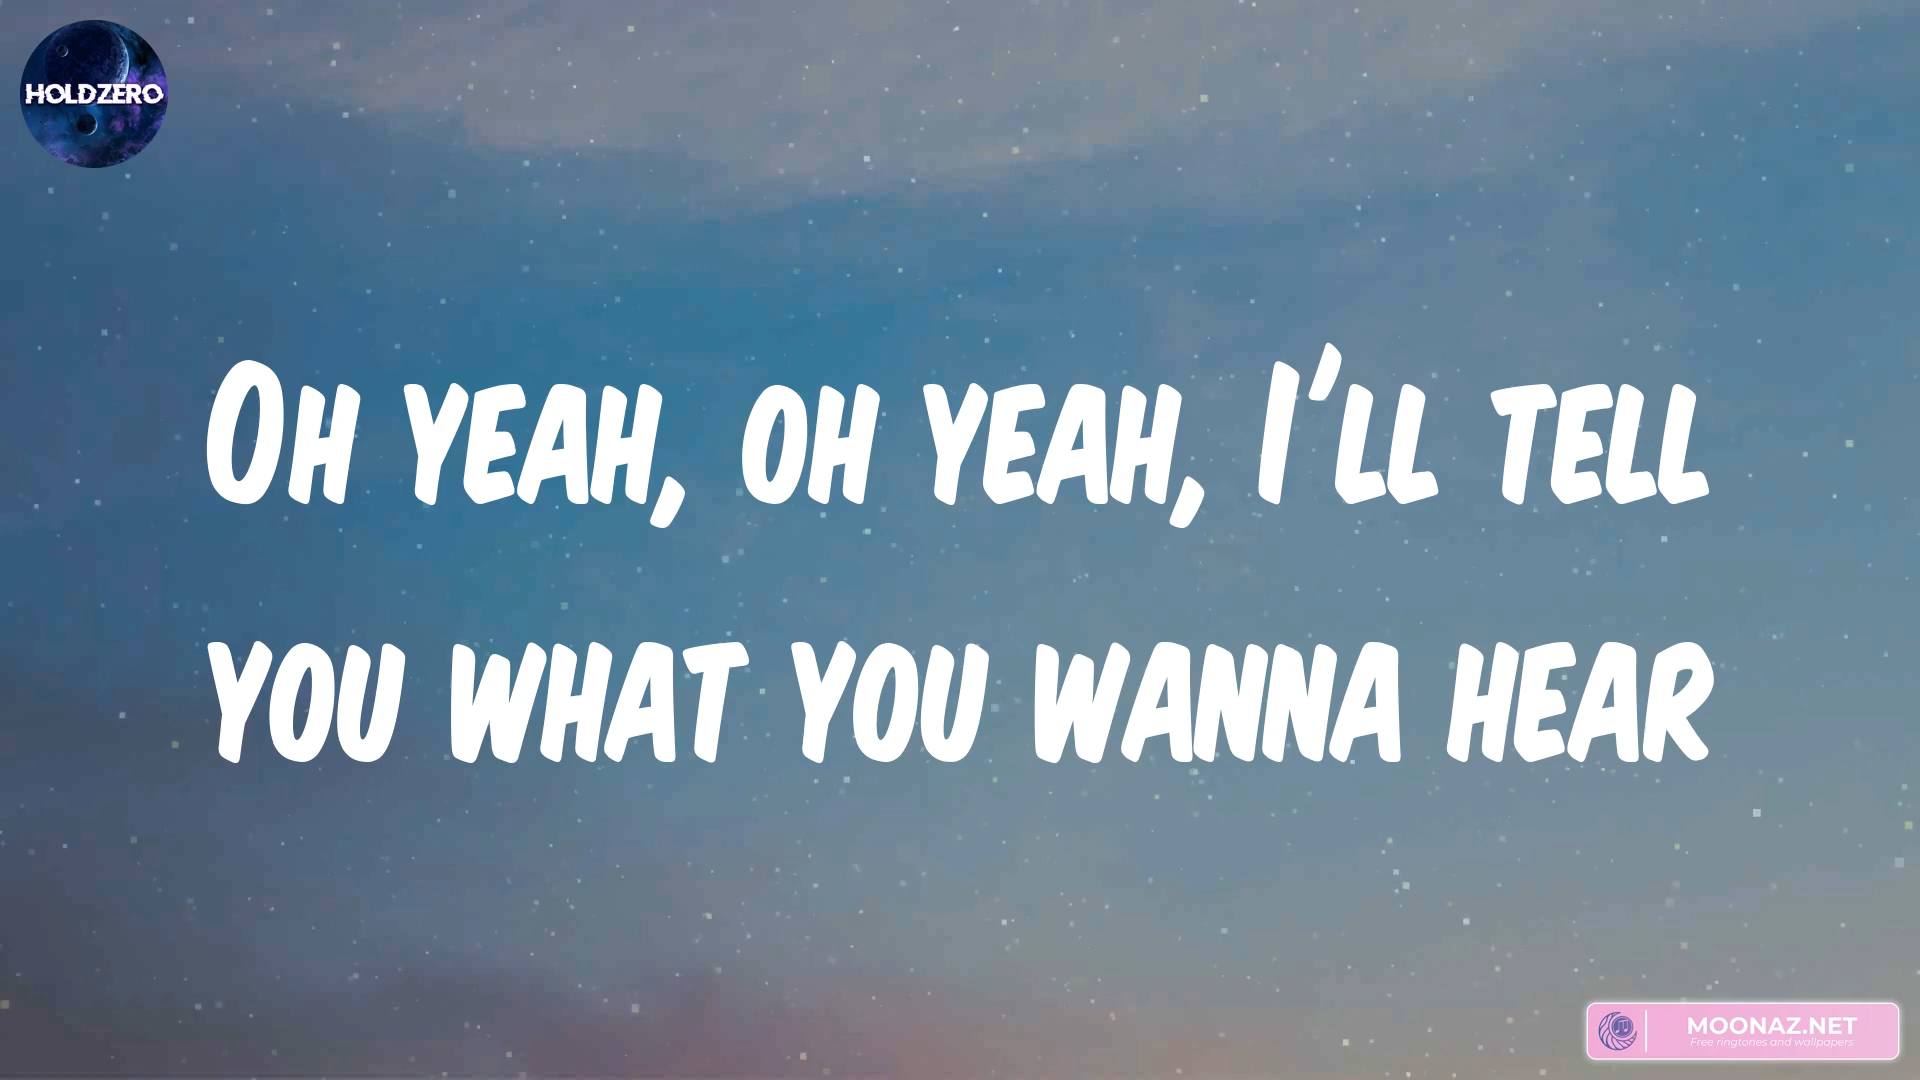 HOLDZERO
Oh yeah, oh yeah, I'll tell
you what you wanna hear
MOONAZ.NET
Free ringtones and wallpapers